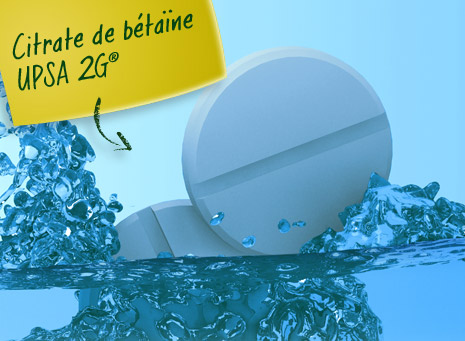 Citrate de bétaïne
UPSA 2G®